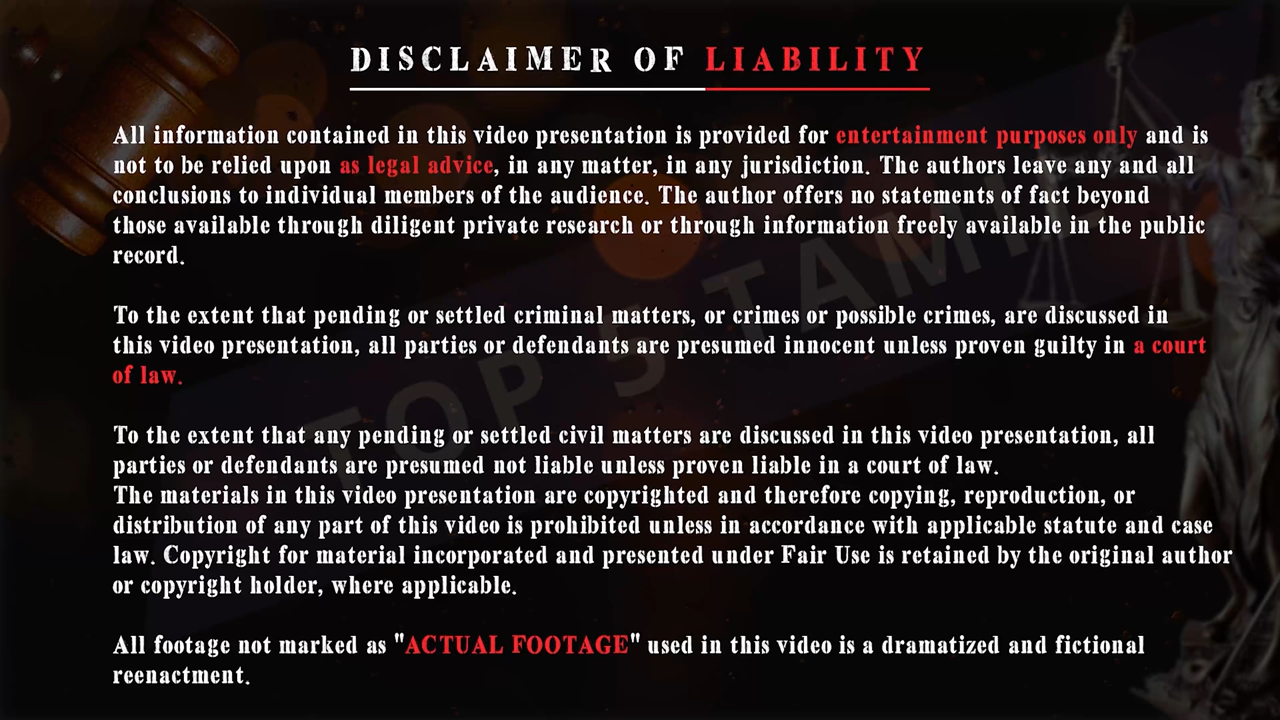 DISCLAIMER OF LIABILITY
All information contained in this video presentation is provided for entertainment purposes only and is
not to be relied upon as legal advice, in any matter, in any jurisdiction. The authors leave any and all
conclusions to individual members of the audience. The author offers no statements of fact beyond
those available through diligent private research or through information freely available in the public
record.
To the extent that pending or settled criminal matters, or crimes or possible crimes, are discussed in
this video presentation, all parties or defendants are presumed innocent unless proven guilty in a court
of law.
To the extent that any pending or settled civil matters are discussed in this video presentation, all
parties or defendants are presumed not liable unless proven liable in a court of law.
The materials in this video presentation are copyrighted and therefore copying, reproduction, or
distribution of any part of this video is prohibited unless in accordance with applicable statute and case
law. Copyright for material incorporated and presented under Fair Use is retained by the original author
or copyright holder, where applicable.
All footage not marked as "ACTUAL FOOTAGE" used in this video is a dramatized and fictional
reenactment.
TOP 5